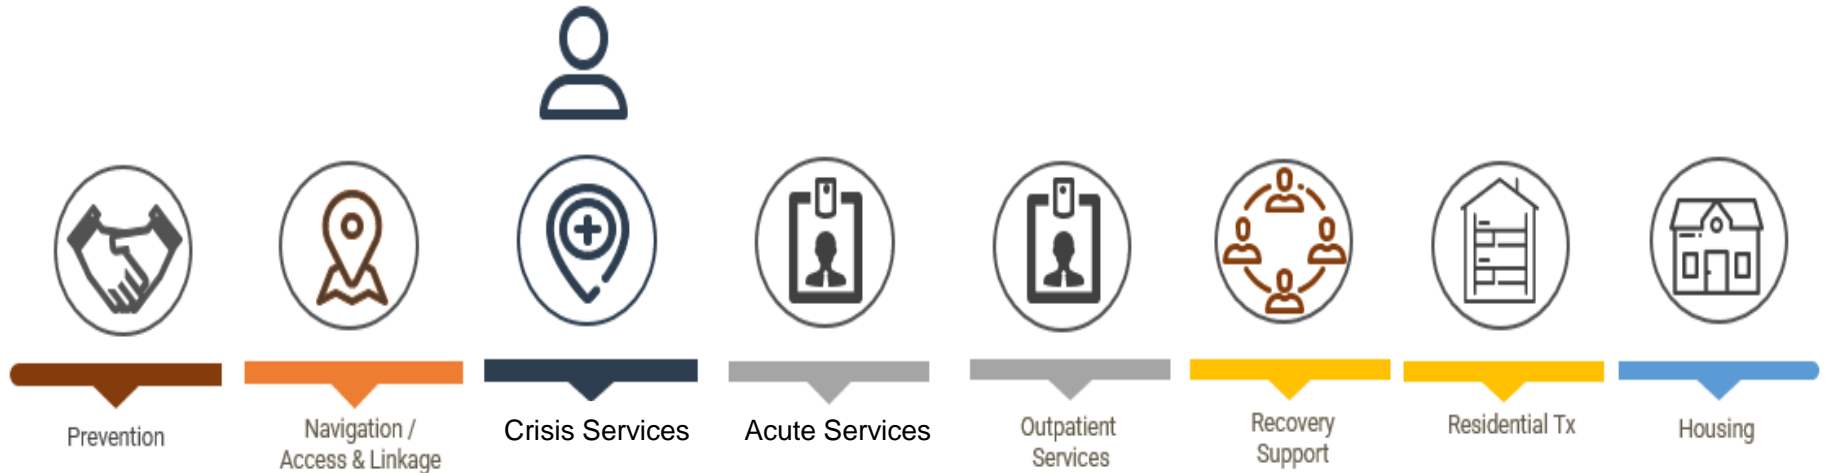 Prevention
Navigation /
Access & Linkage
Crisis Services
Acute Services
Outpatient
Services
Recovery
Support
Residential Tx
Housing